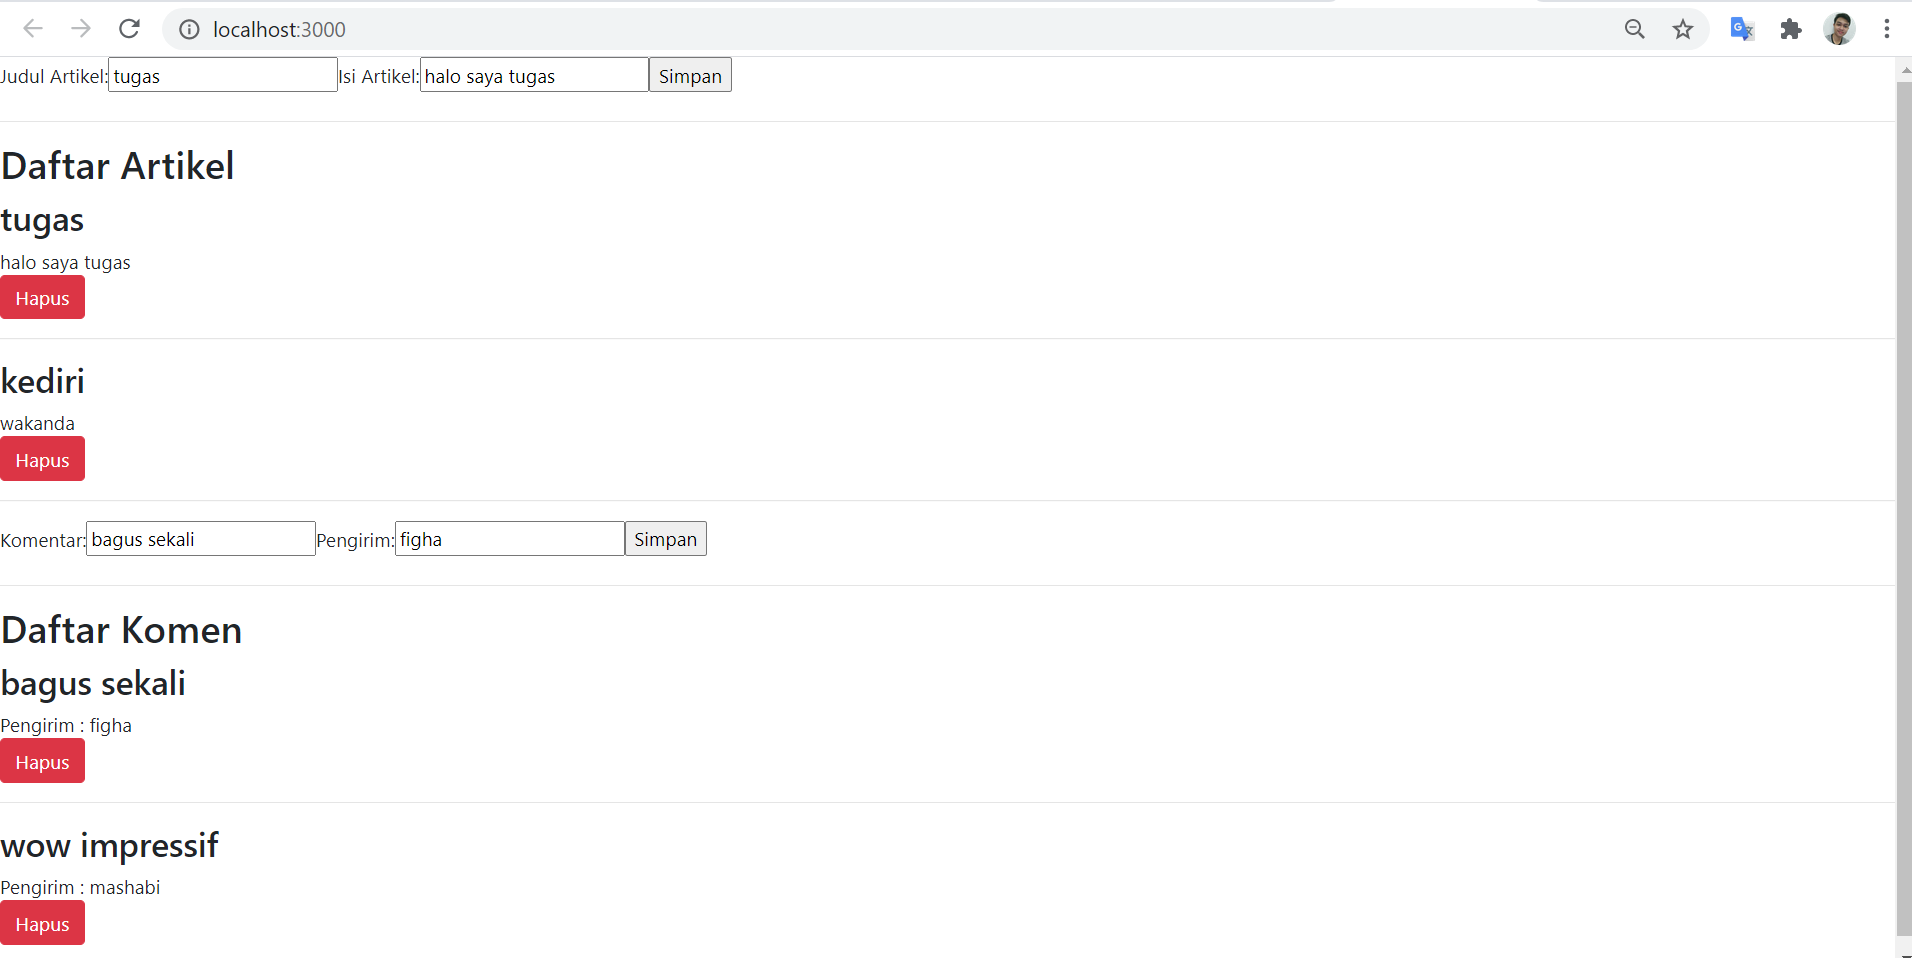 localhost:3000
Judul Artikel: tugas Isi Artikel: halo saya tugas Simpan
Daftar Artikel
tugas
halo saya tugas
Hapus
kediri
wakanda
Hapus
Komentar: bagus sekali Pengirim: figha Simpan
Daftar Komen
bagus sekali
Pengirim : figha
Hapus
wow impressif
Pengirim : mashabi
Hapus